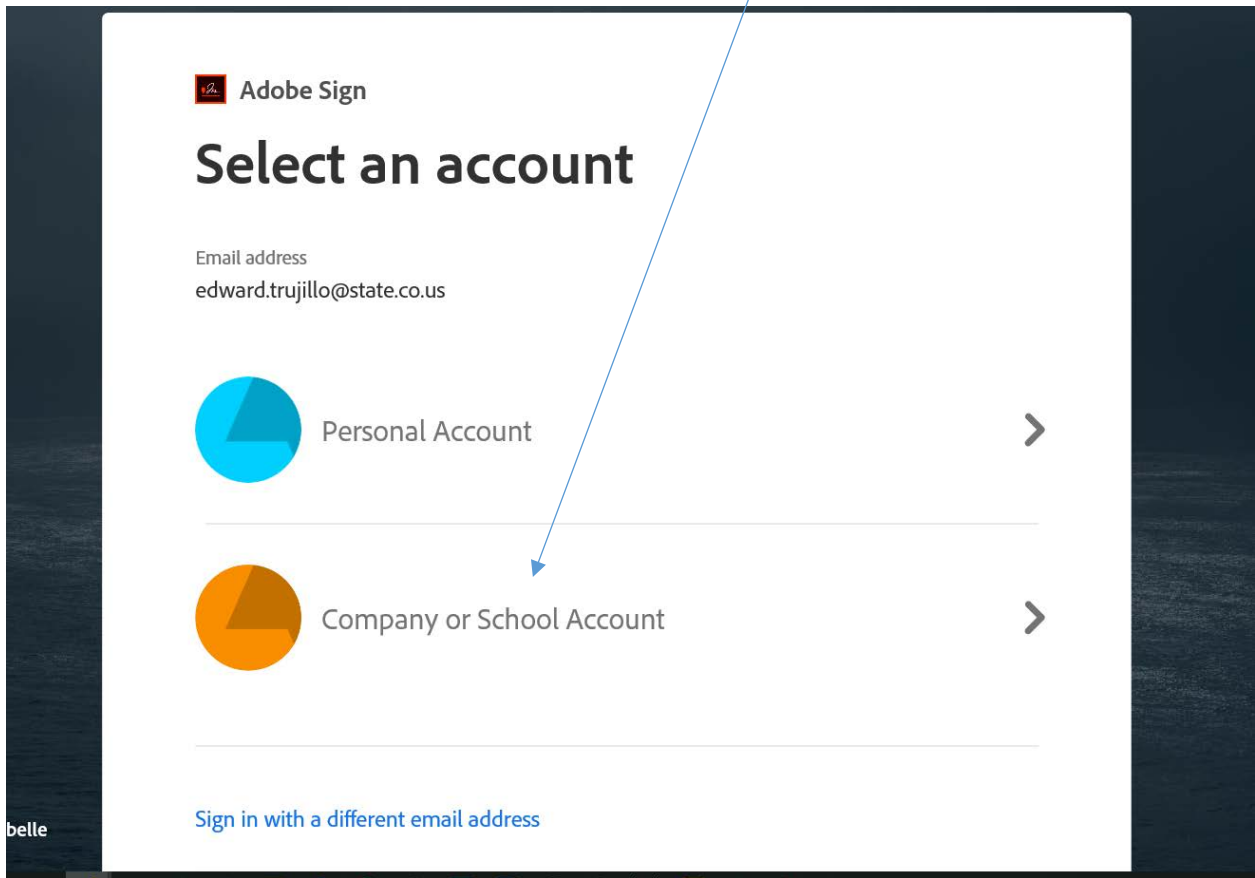 Adobe Sign
Select an account
Email address
edward.trujillo@state.co.us
Personal Account
Company or School Account
Sign in with a different email address
belle